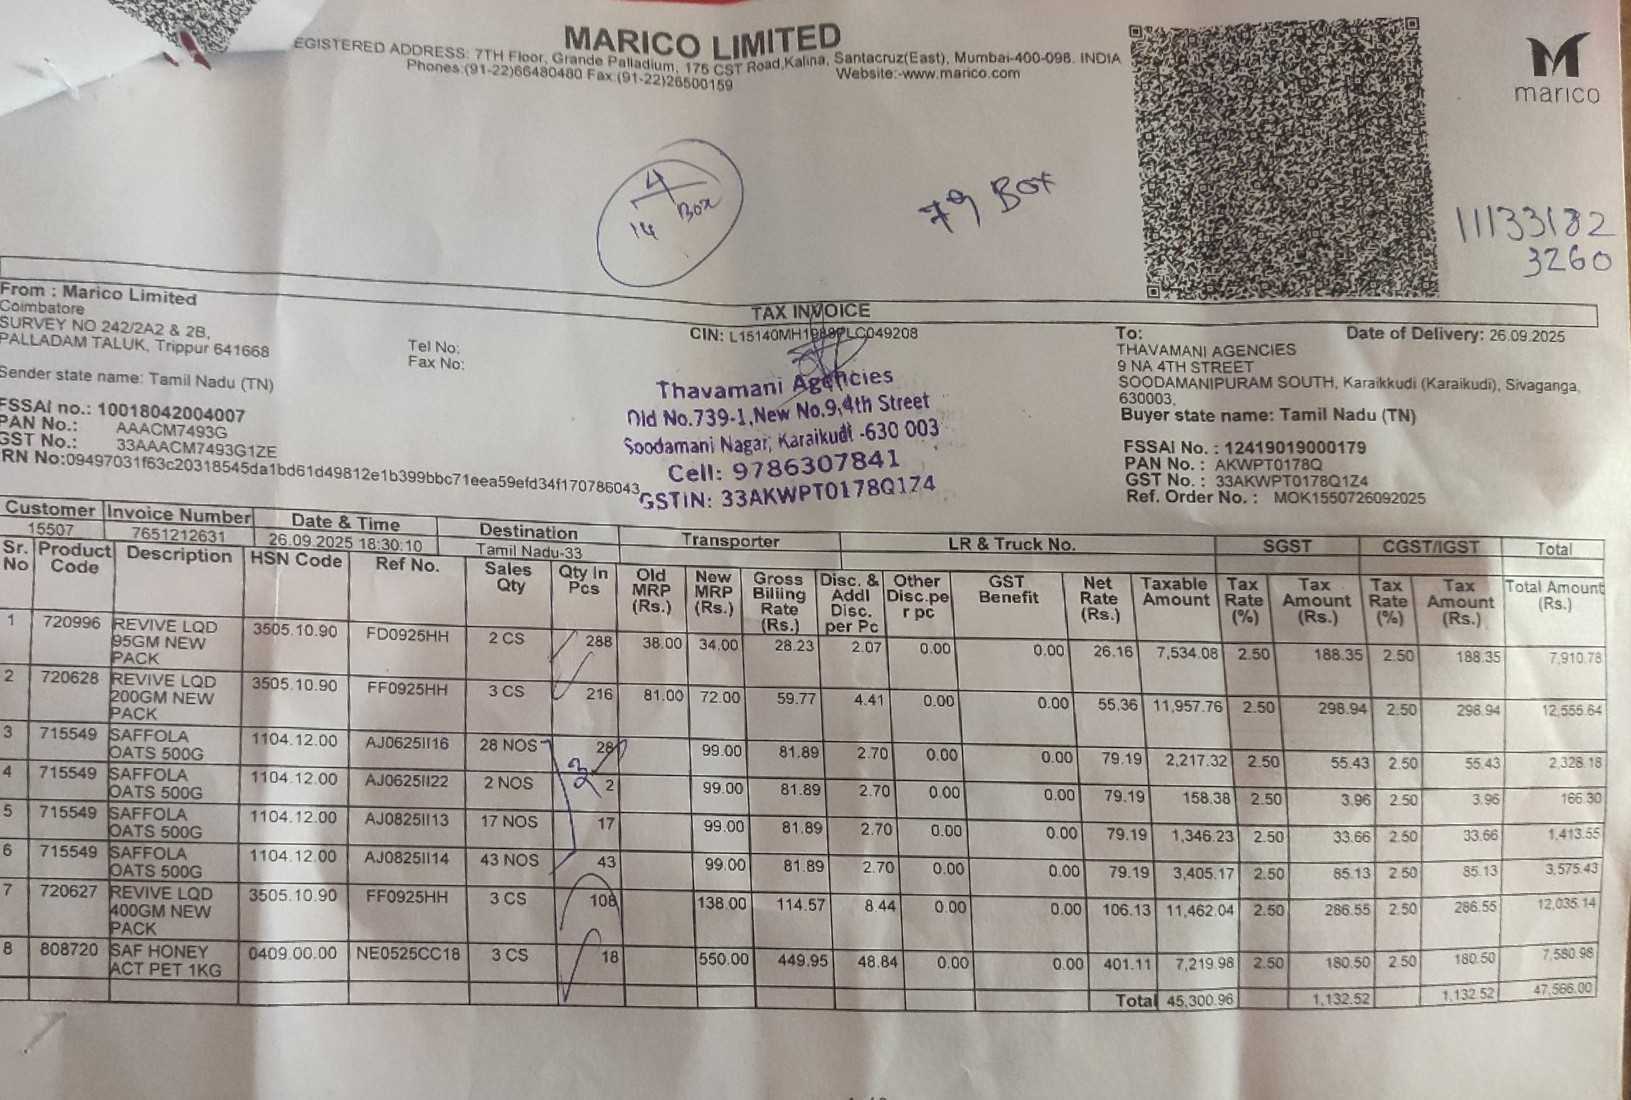 MARICO LIMITED
EGISTERED ADDRESS: 7TH Floor, Grande Palladium, 175 CST Road,Kalina, Santacruz(East), Mumbai-400-098. INDIA
Phones:(91-22)66480480 Fax:(91-22)26500159 Website:-www.marico.com
marico
4
14 Box
79 Box
11133182
3260
TAX INVOICE
From : Marico Limited
Coimbatore
SURVEY NO 242/2A2 & 2B,
PALLADAM TALUK, Trippur 641668
Sender state name: Tamil Nadu (TN)
FSSAI no.: 10018042004007
PAN No.: AAACM7493G
GST No.: 33AAACM7493G1ZE
RN No:09497031f63c20318545da1bd61d49812e1b399bbc71eea59efd34f170786043
Tel No:
Fax No:
CIN: L15140MH1988PLC049208
Thavamani Agencies
Old No.739-1,New No.9,4th Street
Soodamani Nagar, Karaikudi -630 003
Cell: 9786307841
GSTIN: 33AKWPT0178Q1Z4
To: Date of Delivery: 26.09.2025
THAVAMANI AGENCIES
9 NA 4TH STREET
SOODAMANIPURAM SOUTH, Karaikkudi (Karaikudi), Sivaganga,
630003,
Buyer state name: Tamil Nadu (TN)
FSSAI No. : 12419019000179
PAN No. : AKWPT0178Q
GST No. : 33AKWPT0178Q1Z4
Ref. Order No. : MOK1550726092025
Customer Invoice Number Date & Time Destination Transporter LR & Truck No. SGST CGST/IGST Total
15507 7651212631 26.09.2025 18:30:10 Tamil Nadu-33
Sr. No Product Code Description HSN Code Ref No. Sales Qty Qty In Pcs Old MRP (Rs.) New MRP (Rs.) Gross Billing Rate (Rs.) Disc. & Addl Disc. per Pc Other Disc.pe r pc GST Benefit Net Rate (Rs.) Taxable Amount Tax Rate (%) Tax Amount (Rs.) Tax Rate (%) Tax Amount (Rs.) Total Amount (Rs.)
1 720996 REVIVE LQD 95GM NEW PACK 3505.10.90 FD0925HH 2 CS 288 38.00 34.00 28.23 2.07 0.00 0.00 26.16 7,534.08 2.50 188.35 2.50 188.35 7,910.78
2 720628 REVIVE LQD 200GM NEW PACK 3505.10.90 FF0925HH 3 CS 216 81.00 72.00 59.77 4.41 0.00 0.00 55.36 11,957.76 2.50 298.94 2.50 298.94 12,555.64
3 715549 SAFFOLA OATS 500G 1104.12.00 AJ0625II16 28 NOS 28 99.00 81.89 2.70 0.00 0.00 79.19 2,217.32 2.50 55.43 2.50 55.43 2,328.18
4 715549 SAFFOLA OATS 500G 1104.12.00 AJ0625II22 2 NOS 2 99.00 81.89 2.70 0.00 0.00 79.19 158.38 2.50 3.96 2.50 3.96 166.30
5 715549 SAFFOLA OATS 500G 1104.12.00 AJ0825II13 17 NOS 17 99.00 81.89 2.70 0.00 0.00 79.19 1,346.23 2.50 33.66 2.50 33.66 1,413.55
6 715549 SAFFOLA OATS 500G 1104.12.00 AJ0825II14 43 NOS 43 99.00 81.89 2.70 0.00 0.00 79.19 3,405.17 2.50 85.13 2.50 85.13 3,575.43
7 720627 REVIVE LQD 400GM NEW PACK 3505.10.90 FF0925HH 3 CS 108 138.00 114.57 8.44 0.00 0.00 106.13 11,462.04 2.50 286.55 2.50 286.55 12,035.14
8 808720 SAF HONEY ACT PET 1KG 0409.00.00 NE0525CC18 3 CS 18 550.00 449.95 48.84 0.00 0.00 401.11 7,219.98 2.50 180.50 2.50 180.50 7,580.98
Total 45,300.96 1,132.52 1,132.52 47,566.00